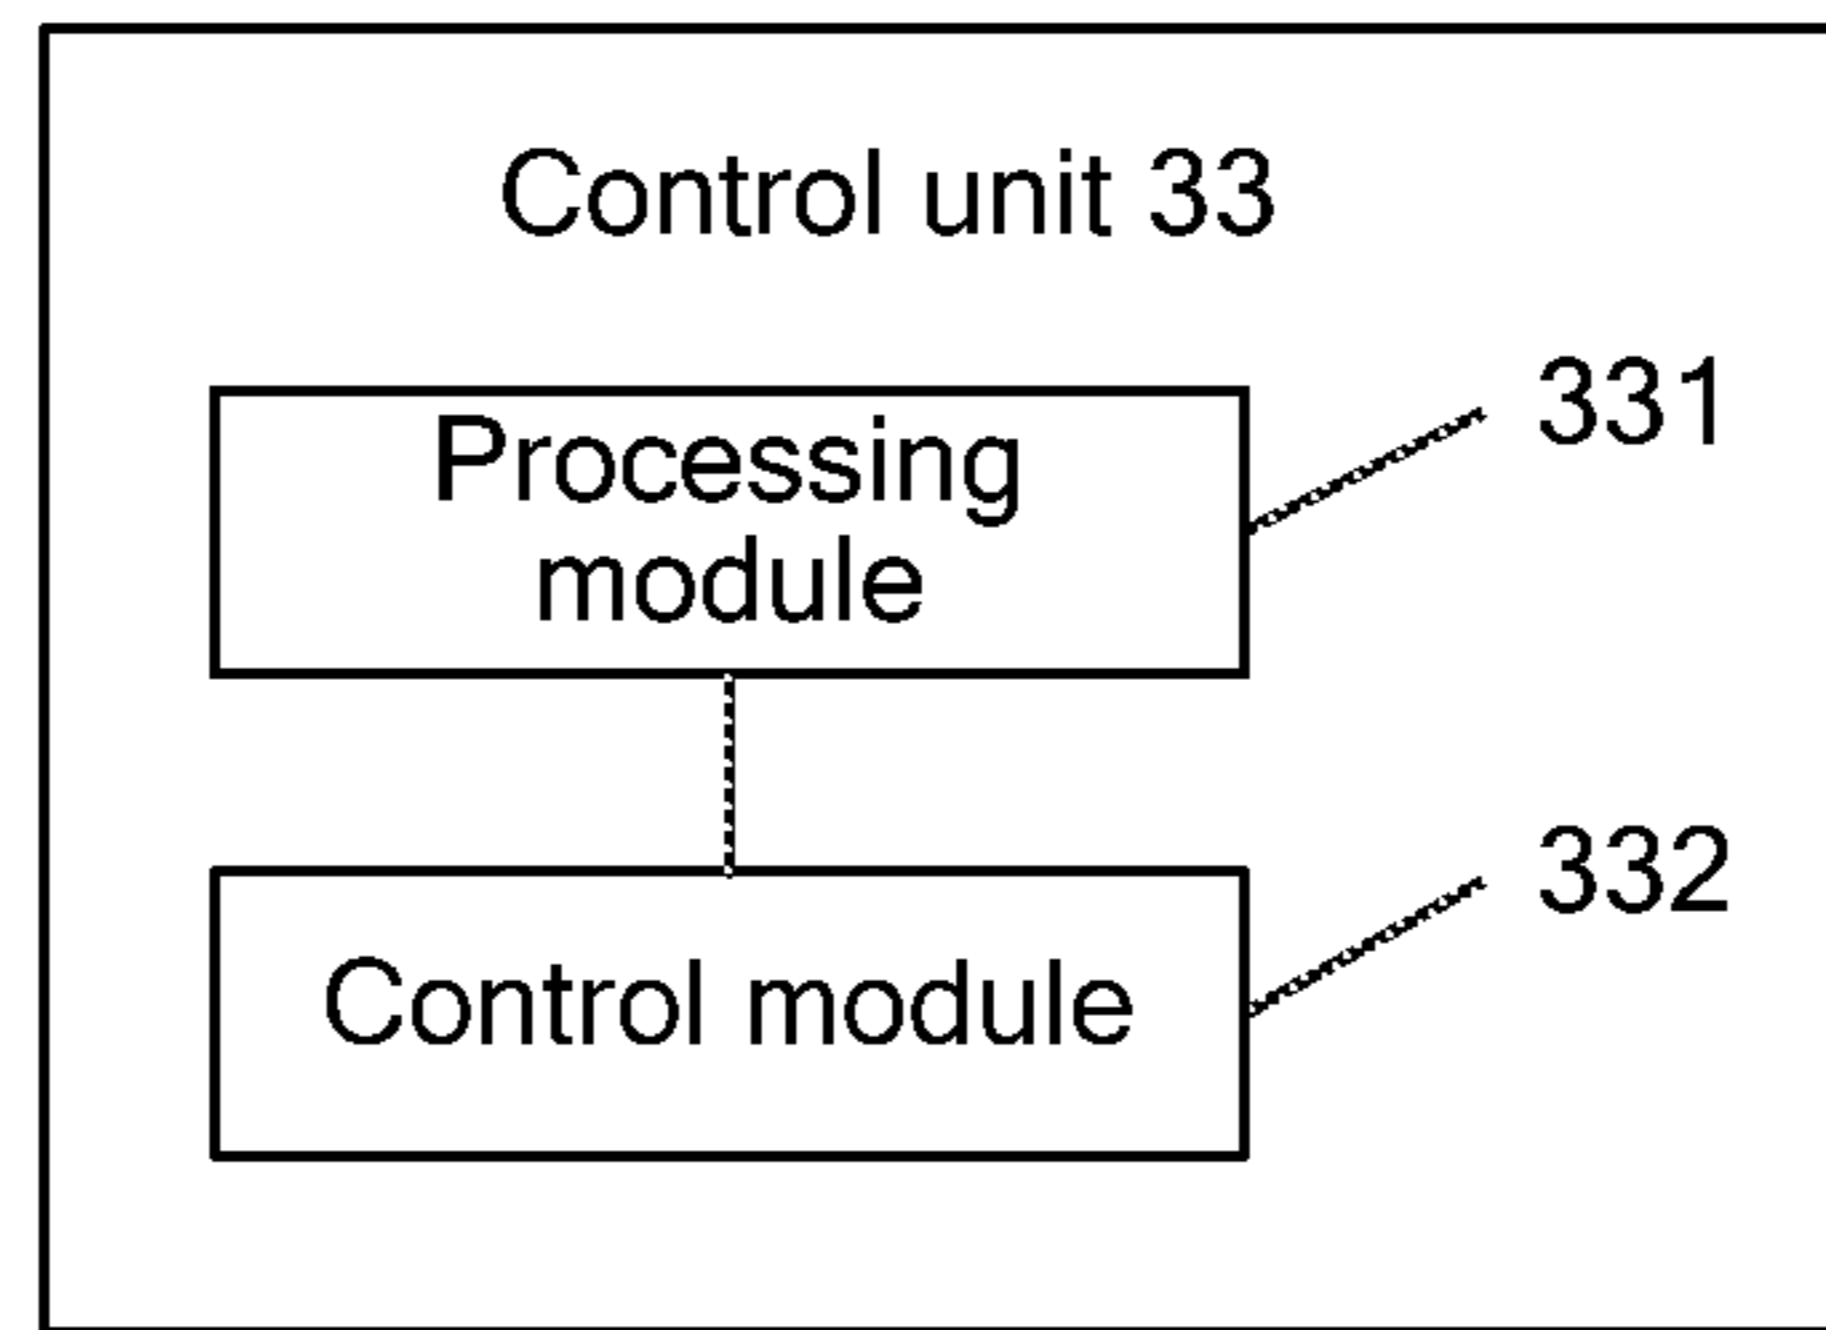 Control unit 33
Processing
module
331
Control module
332